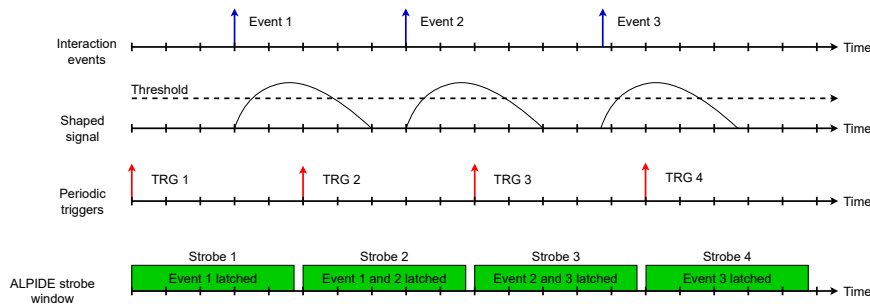 Event 1
Event 2
Event 3
Interaction
events
Time
Threshold
Shaped
signal
Time
TRG 1
TRG 2
TRG 3
TRG 4
Periodic
triggers
Time
Strobe 1
Strobe 2
Strobe 3
Strobe 4
Event 1 latched
Event 1 and 2 latched
Event 2 and 3 latched
Event 3 latched
ALPIDE strobe
window
Time